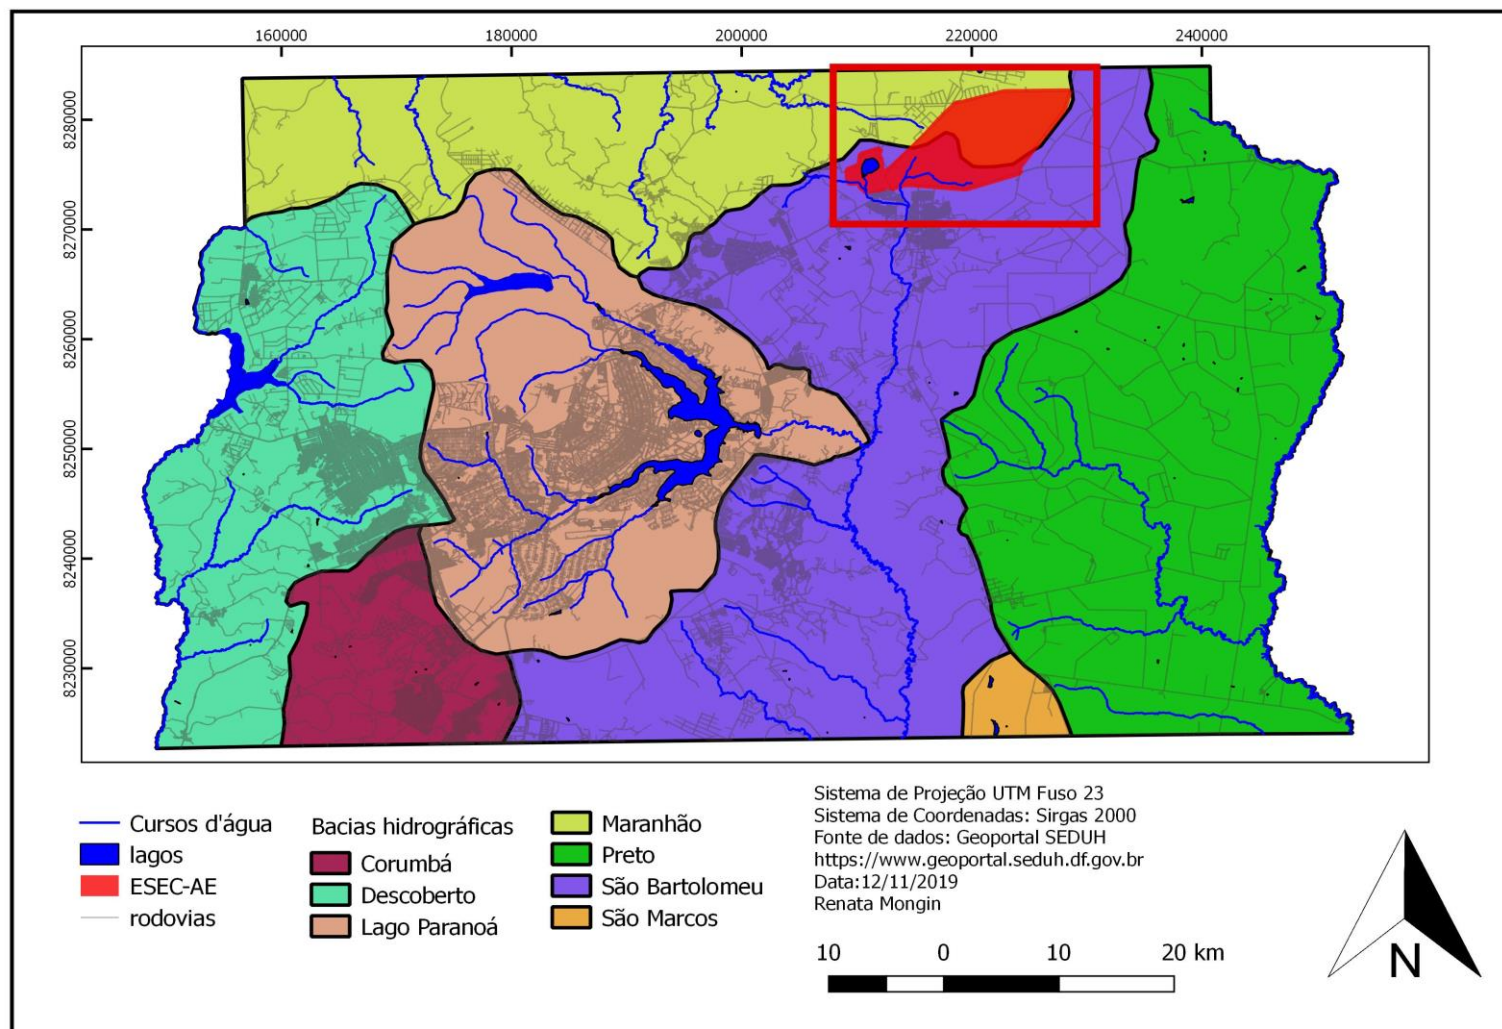 160000
180000
200000
220000
240000
8280000
8270000
8260000
8250000
8240000
8230000
Cursos d'água
lagos
ESEC-AE
rodovias
Bacias hidrográficas
Corumbá
Descoberto
Lago Paranoá
Maranhão
Preto
São Bartolomeu
São Marcos
Sistema de Projeção UTM Fuso 23
Sistema de Coordenadas: Sirgas 2000
Fonte de dados: Geoportal SEDUH
https://www.geoportal.seduh.df.gov.br
Data:12/11/2019
Renata Mongin
10 0 10 20 km
N